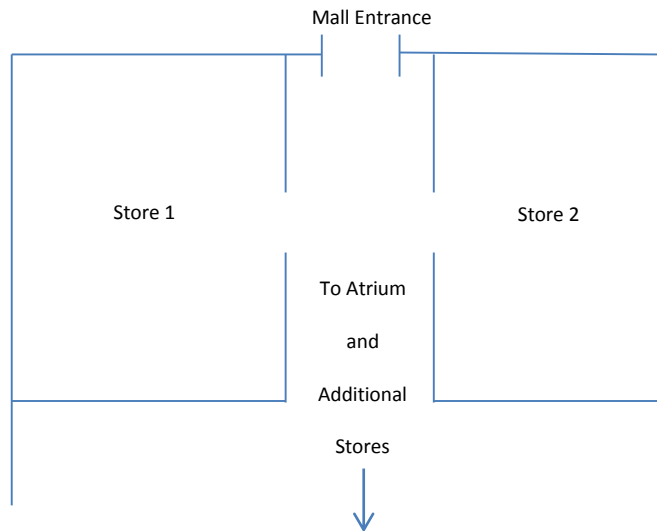 Mall Entrance
Store 1
Store 2
To Atrium
and
Additional
Stores